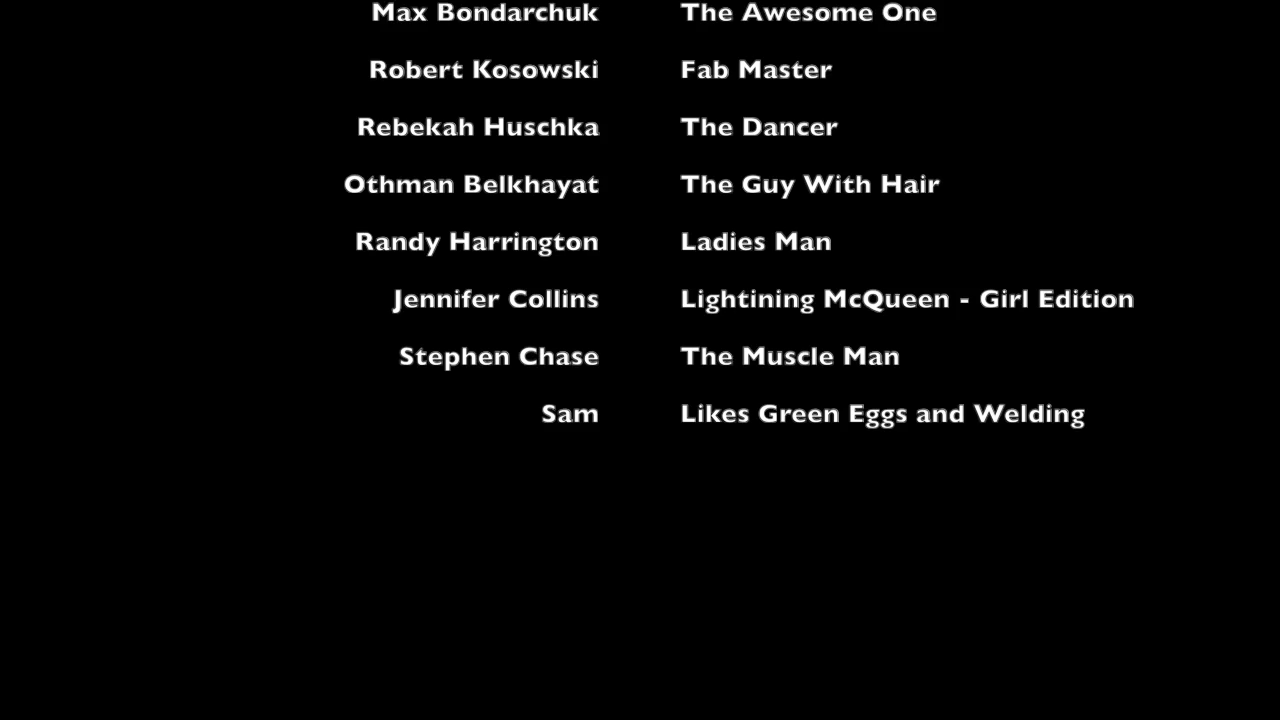 Max Bondarchuk The Awesome One
Robert Kosowski Fab Master
Rebekah Huschka The Dancer
Othman Belkhayat The Guy With Hair
Randy Harrington Ladies Man
Jennifer Collins Lightining McQueen - Girl Edition
Stephen Chase The Muscle Man
Sam Likes Green Eggs and Welding